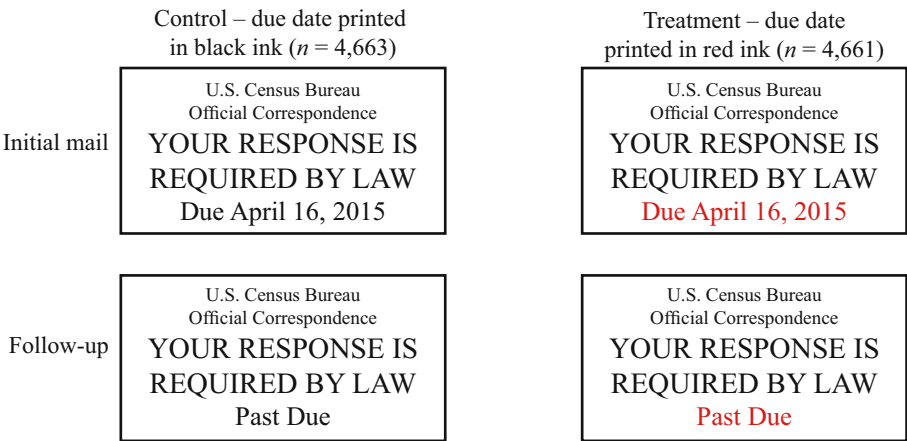 Control – due date printed
in black ink (n = 4,663)
Treatment – due date
printed in red ink (n = 4,661)
Initial mail
U.S. Census Bureau
Official Correspondence
YOUR RESPONSE IS
REQUIRED BY LAW
Due April 16, 2015
U.S. Census Bureau
Official Correspondence
YOUR RESPONSE IS
REQUIRED BY LAW
Due April 16, 2015
Follow-up
U.S. Census Bureau
Official Correspondence
YOUR RESPONSE IS
REQUIRED BY LAW
Past Due
U.S. Census Bureau
Official Correspondence
YOUR RESPONSE IS
REQUIRED BY LAW
Past Due